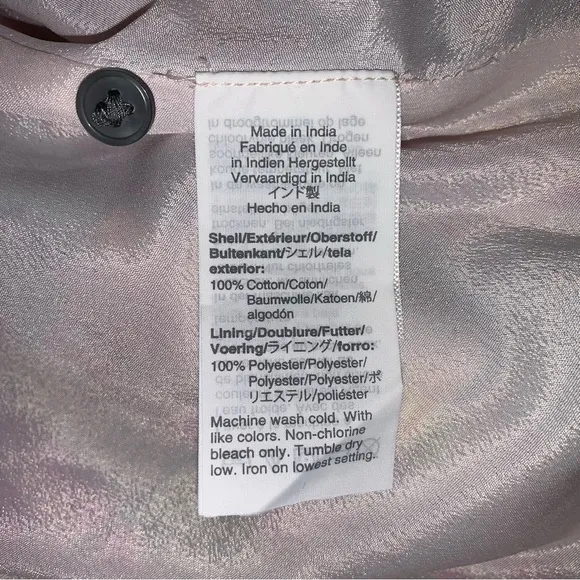 Made in India
Fabriqué en Inde
in Indien Hergestellt
Vervaardigd in India
インド製
Hecho en India
Shell/Extérieur/Oberstoff/
Buitenkant/シェル/tela
exterior:
100% Cotton/Coton/
Baumwolle/Katoen/綿/
algodón
Lining/Doublure/Futter/
Voering/ライニング/forro:
100% Polyester/Polyester/
Polyester/Polyester/ポ
リエステル/poliéster
Machine wash cold. With
like colors. Non-chlorine
bleach only. Tumble dry
low. Iron on lowest setting.